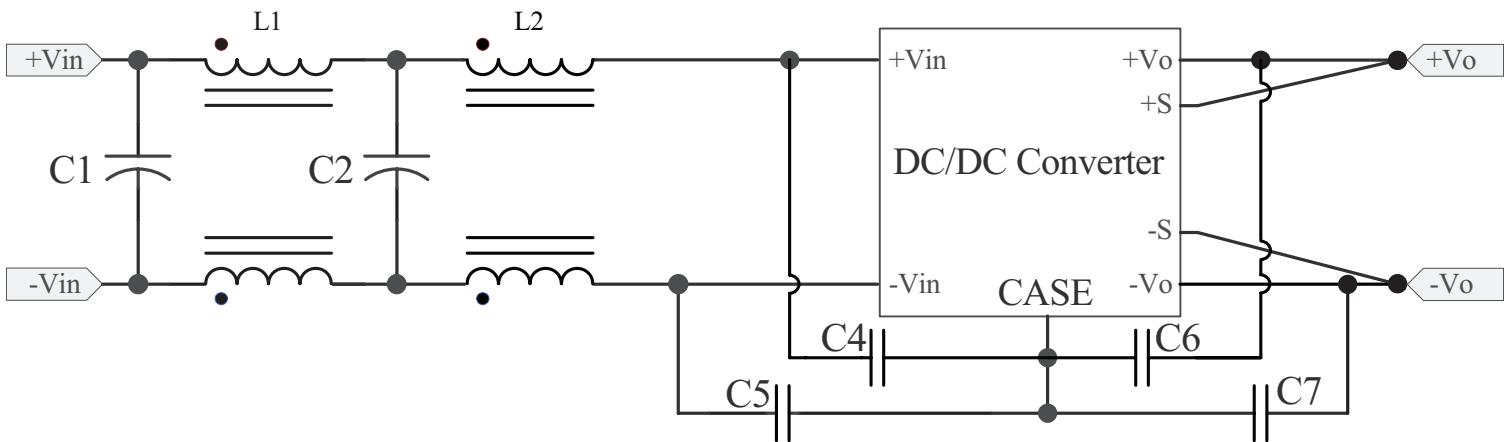 L1
L2
+Vin
+Vin
+Vo
+Vo
+S
C1
C2
DC/DC Converter
-S
-Vin
-Vin
CASE
-Vo
-Vo
C4
C6
C5
C7